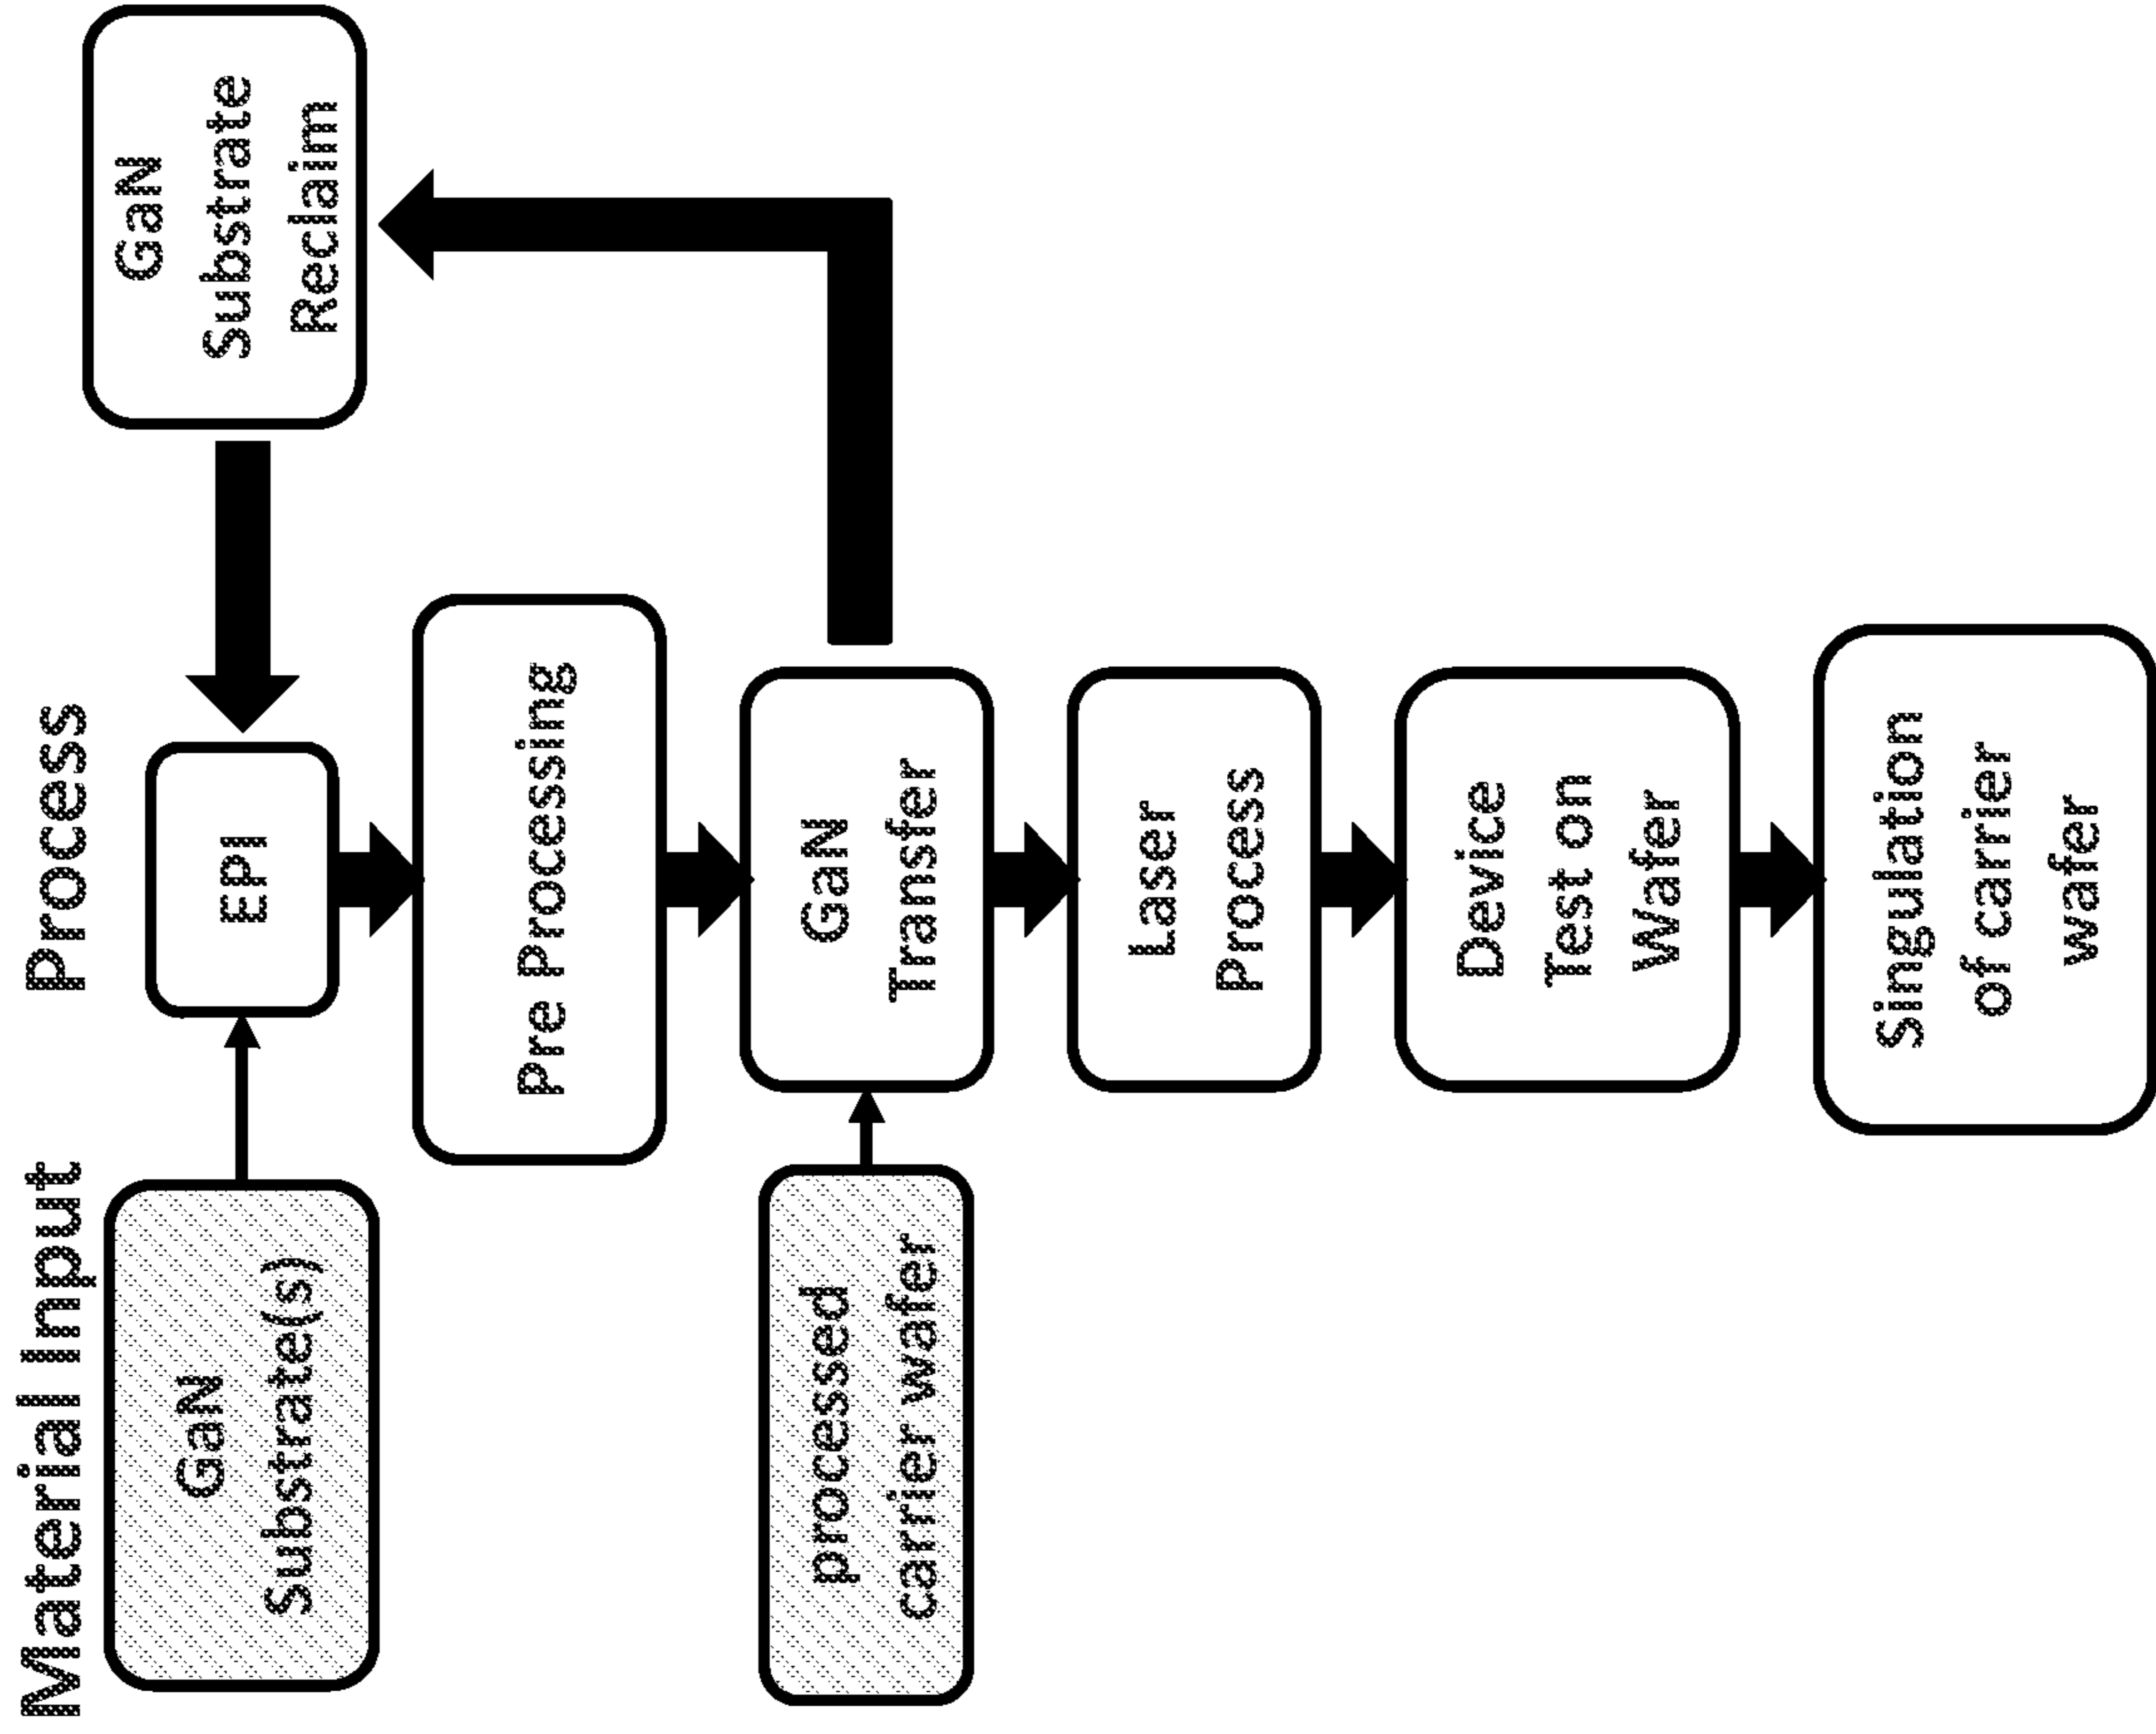 Material Input
Process
GaN
Substrate(s)
EPI
GaN
Substrate
Reclaim
Pre Processing
processed
carrier wafer
GaN
Transfer
Laser
Process
Device
Test on
Wafer
Singulation
of carrier
wafer